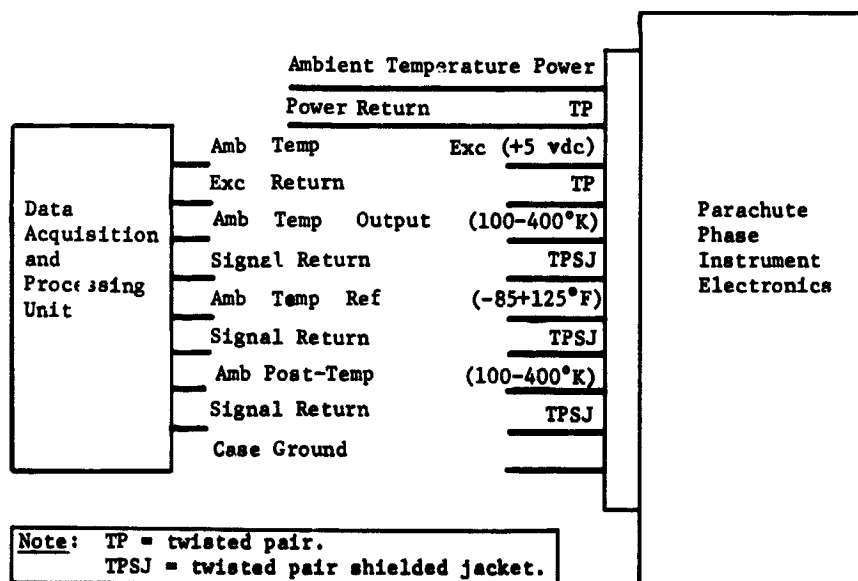 Ambient Temperature Power
Power Return TP
Amb Temp Exc (+5 vdc)
Exc Return TP
Amb Temp Output (100-400°K)
Signal Return TPSJ
Amb Temp Ref (-85+125°F)
Signal Return TPSJ
Amb Post-Temp (100-400°K)
Signal Return TPSJ
Case Ground
Data
Acquisition
and
Processing
Unit
Parachute
Phase
Instrument
Electronics
Note: TP = twisted pair.
TPSJ = twisted pair shielded jacket.